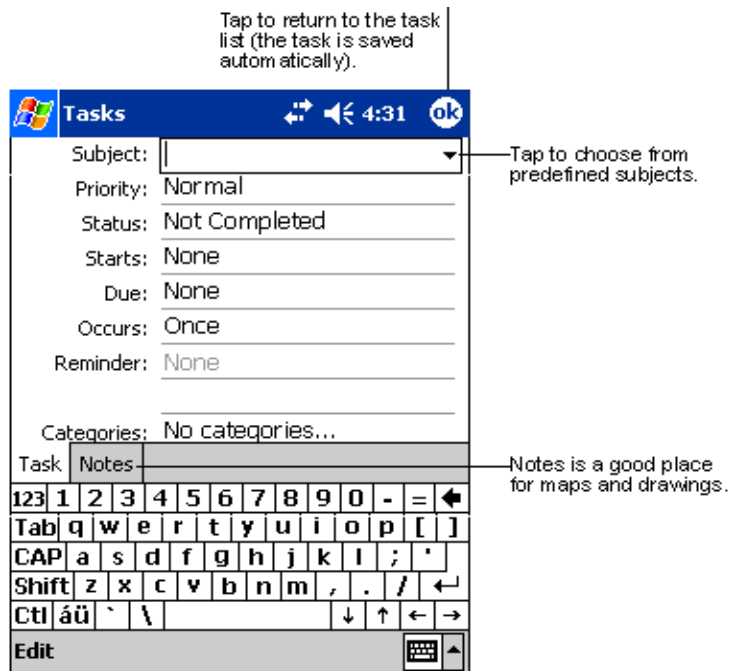 Tap to return to the task
list (the task is saved
automatically).
Tasks 4:31 ok
Subject:
Tap to choose from
predefined subjects.
Priority: Normal
Status: Not Completed
Starts: None
Due: None
Occurs: Once
Reminder: None
Categories: No categories...
Task Notes
Notes is a good place
for maps and drawings.
123 1 2 3 4 5 6 7 8 9 0 - =
Tab q w e r t y u i o p [ ]
CAP a s d f g h j k l ; '
Shift z x c v b n m , . /
Ctl áü ` \ ↓ ↑ ← →
Edit